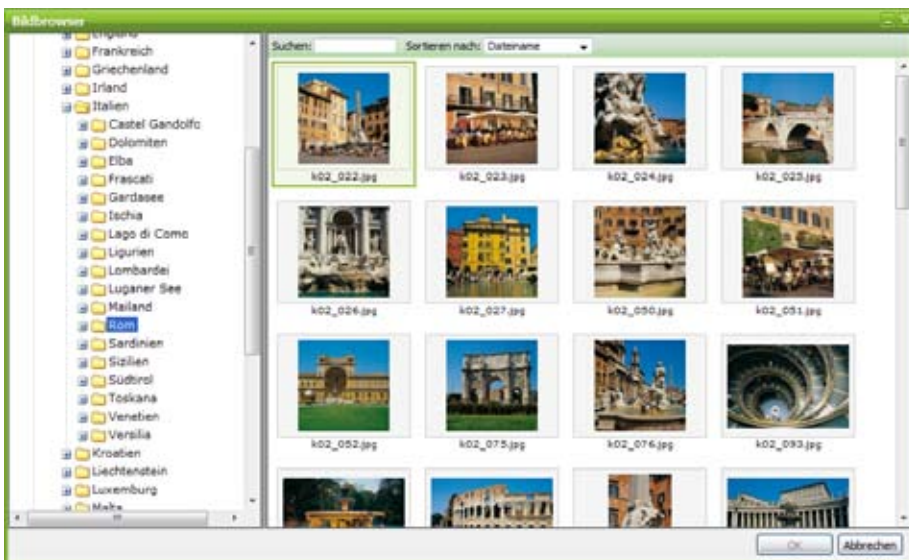 Bildbrowser
England
Frankreich
Griechenland
Irland
Italien
Castel Gandolfo
Dolomiten
Elba
Frascati
Gardasee
Ischia
Lago di Como
Ligurien
Lombardei
Luganer See
Mailand
Rom
Sardinien
Sizilien
Südtirol
Toskana
Venetien
Versilia
Kroatien
Liechtenstein
Luxemburg
Malta
Suchen: Sortieren nach: Dateiname
k02_022.jpg k02_023.jpg k02_024.jpg k02_025.jpg
k02_026.jpg k02_027.jpg k02_050.jpg k02_051.jpg
k02_052.jpg k02_075.jpg k02_076.jpg k02_093.jpg
OK Abbrechen